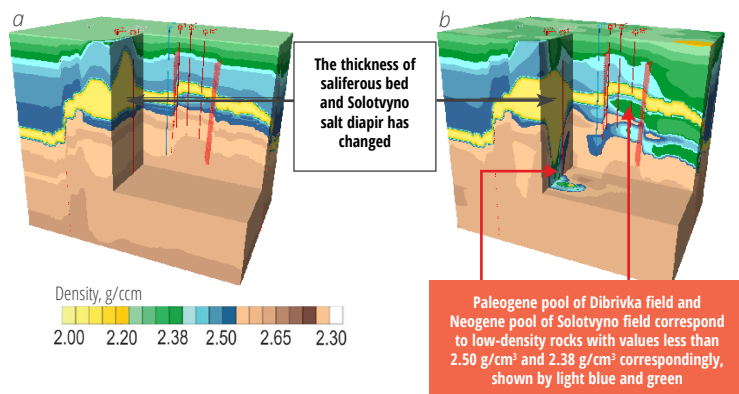 a
b
The thickness of
saliferous bed
and Solotvyno
salt diapir has
changed
Density, g/ccm
2.00 2.20 2.38 2.50 2.65 2.30
Paleogene pool of Dibrivka field and
Neogene pool of Solotvyno field correspond
to low-density rocks with values less than
2.50 g/cm³ and 2.38 g/cm³ correspondingly,
shown by light blue and green